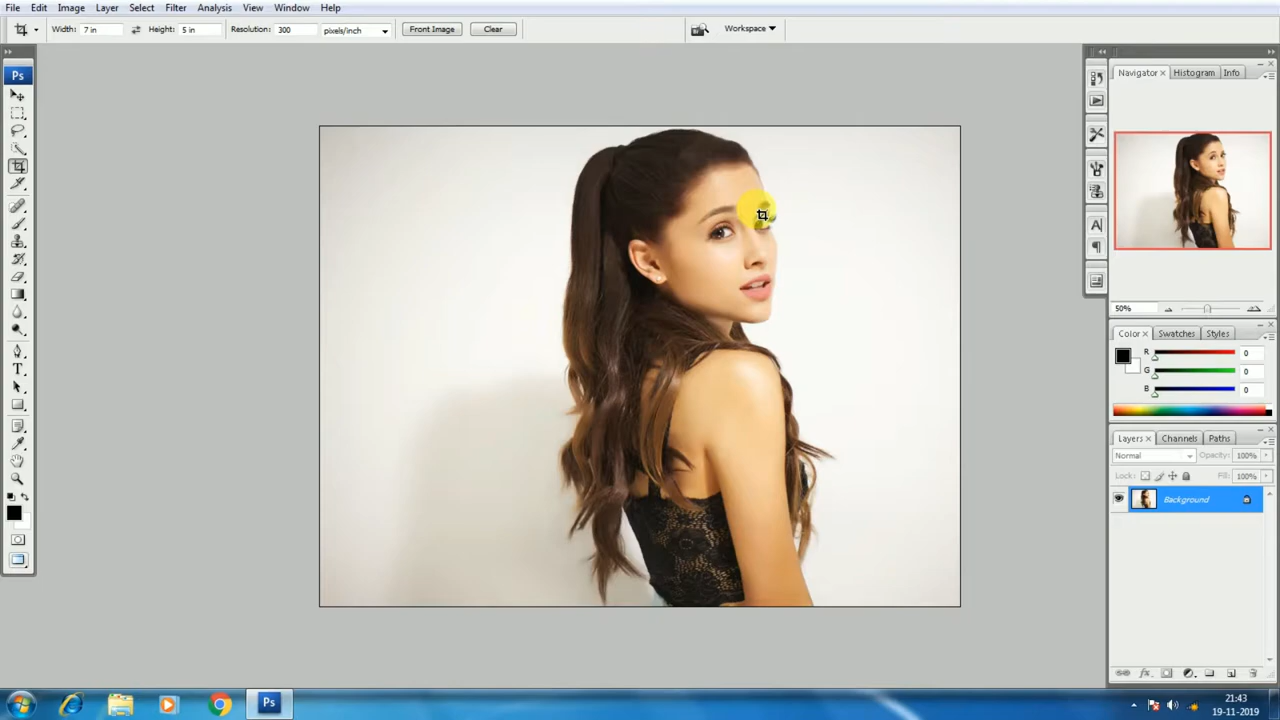 File Edit Image Layer Select Filter Analysis View Window Help
Width: 7 in Height: 5 in Resolution: 300 pixels/inch Front Image Clear Workspace
Ps
Navigator Histogram Info
50%
Color Swatches Styles
R 0
G 0
B 0
Layers Channels Paths
Normal Opacity: 100%
Lock: Fill: 100%
Background
A
T
Ps
21:43
19-11-2019